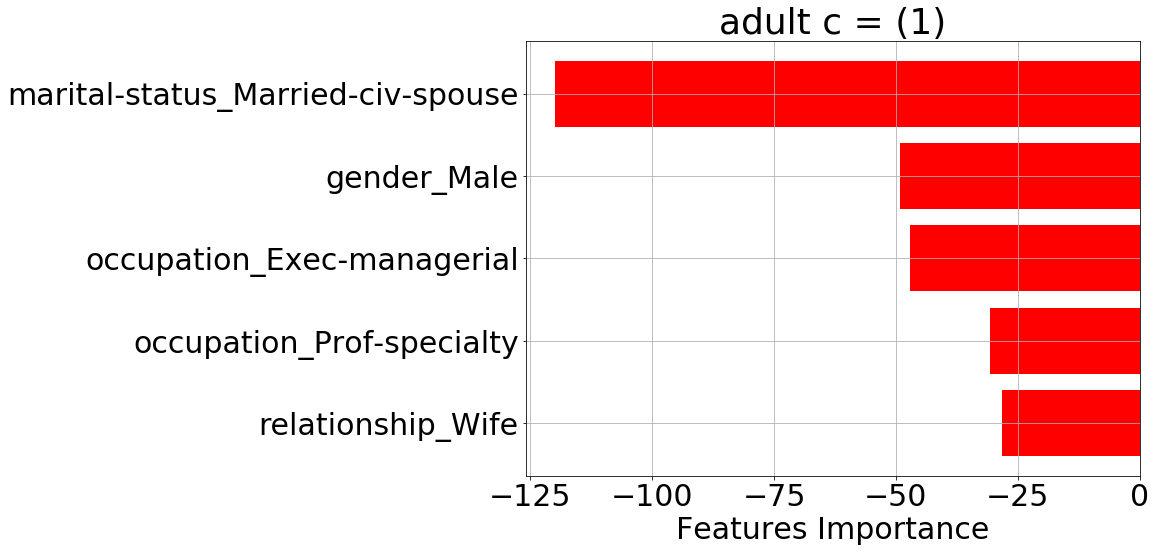 adult c = (1)
marital-status_Married-civ-spouse
gender_Male
occupation_Exec-managerial
occupation_Prof-specialty
relationship_Wife
−125 −100 −75 −50 −25 0
Features Importance